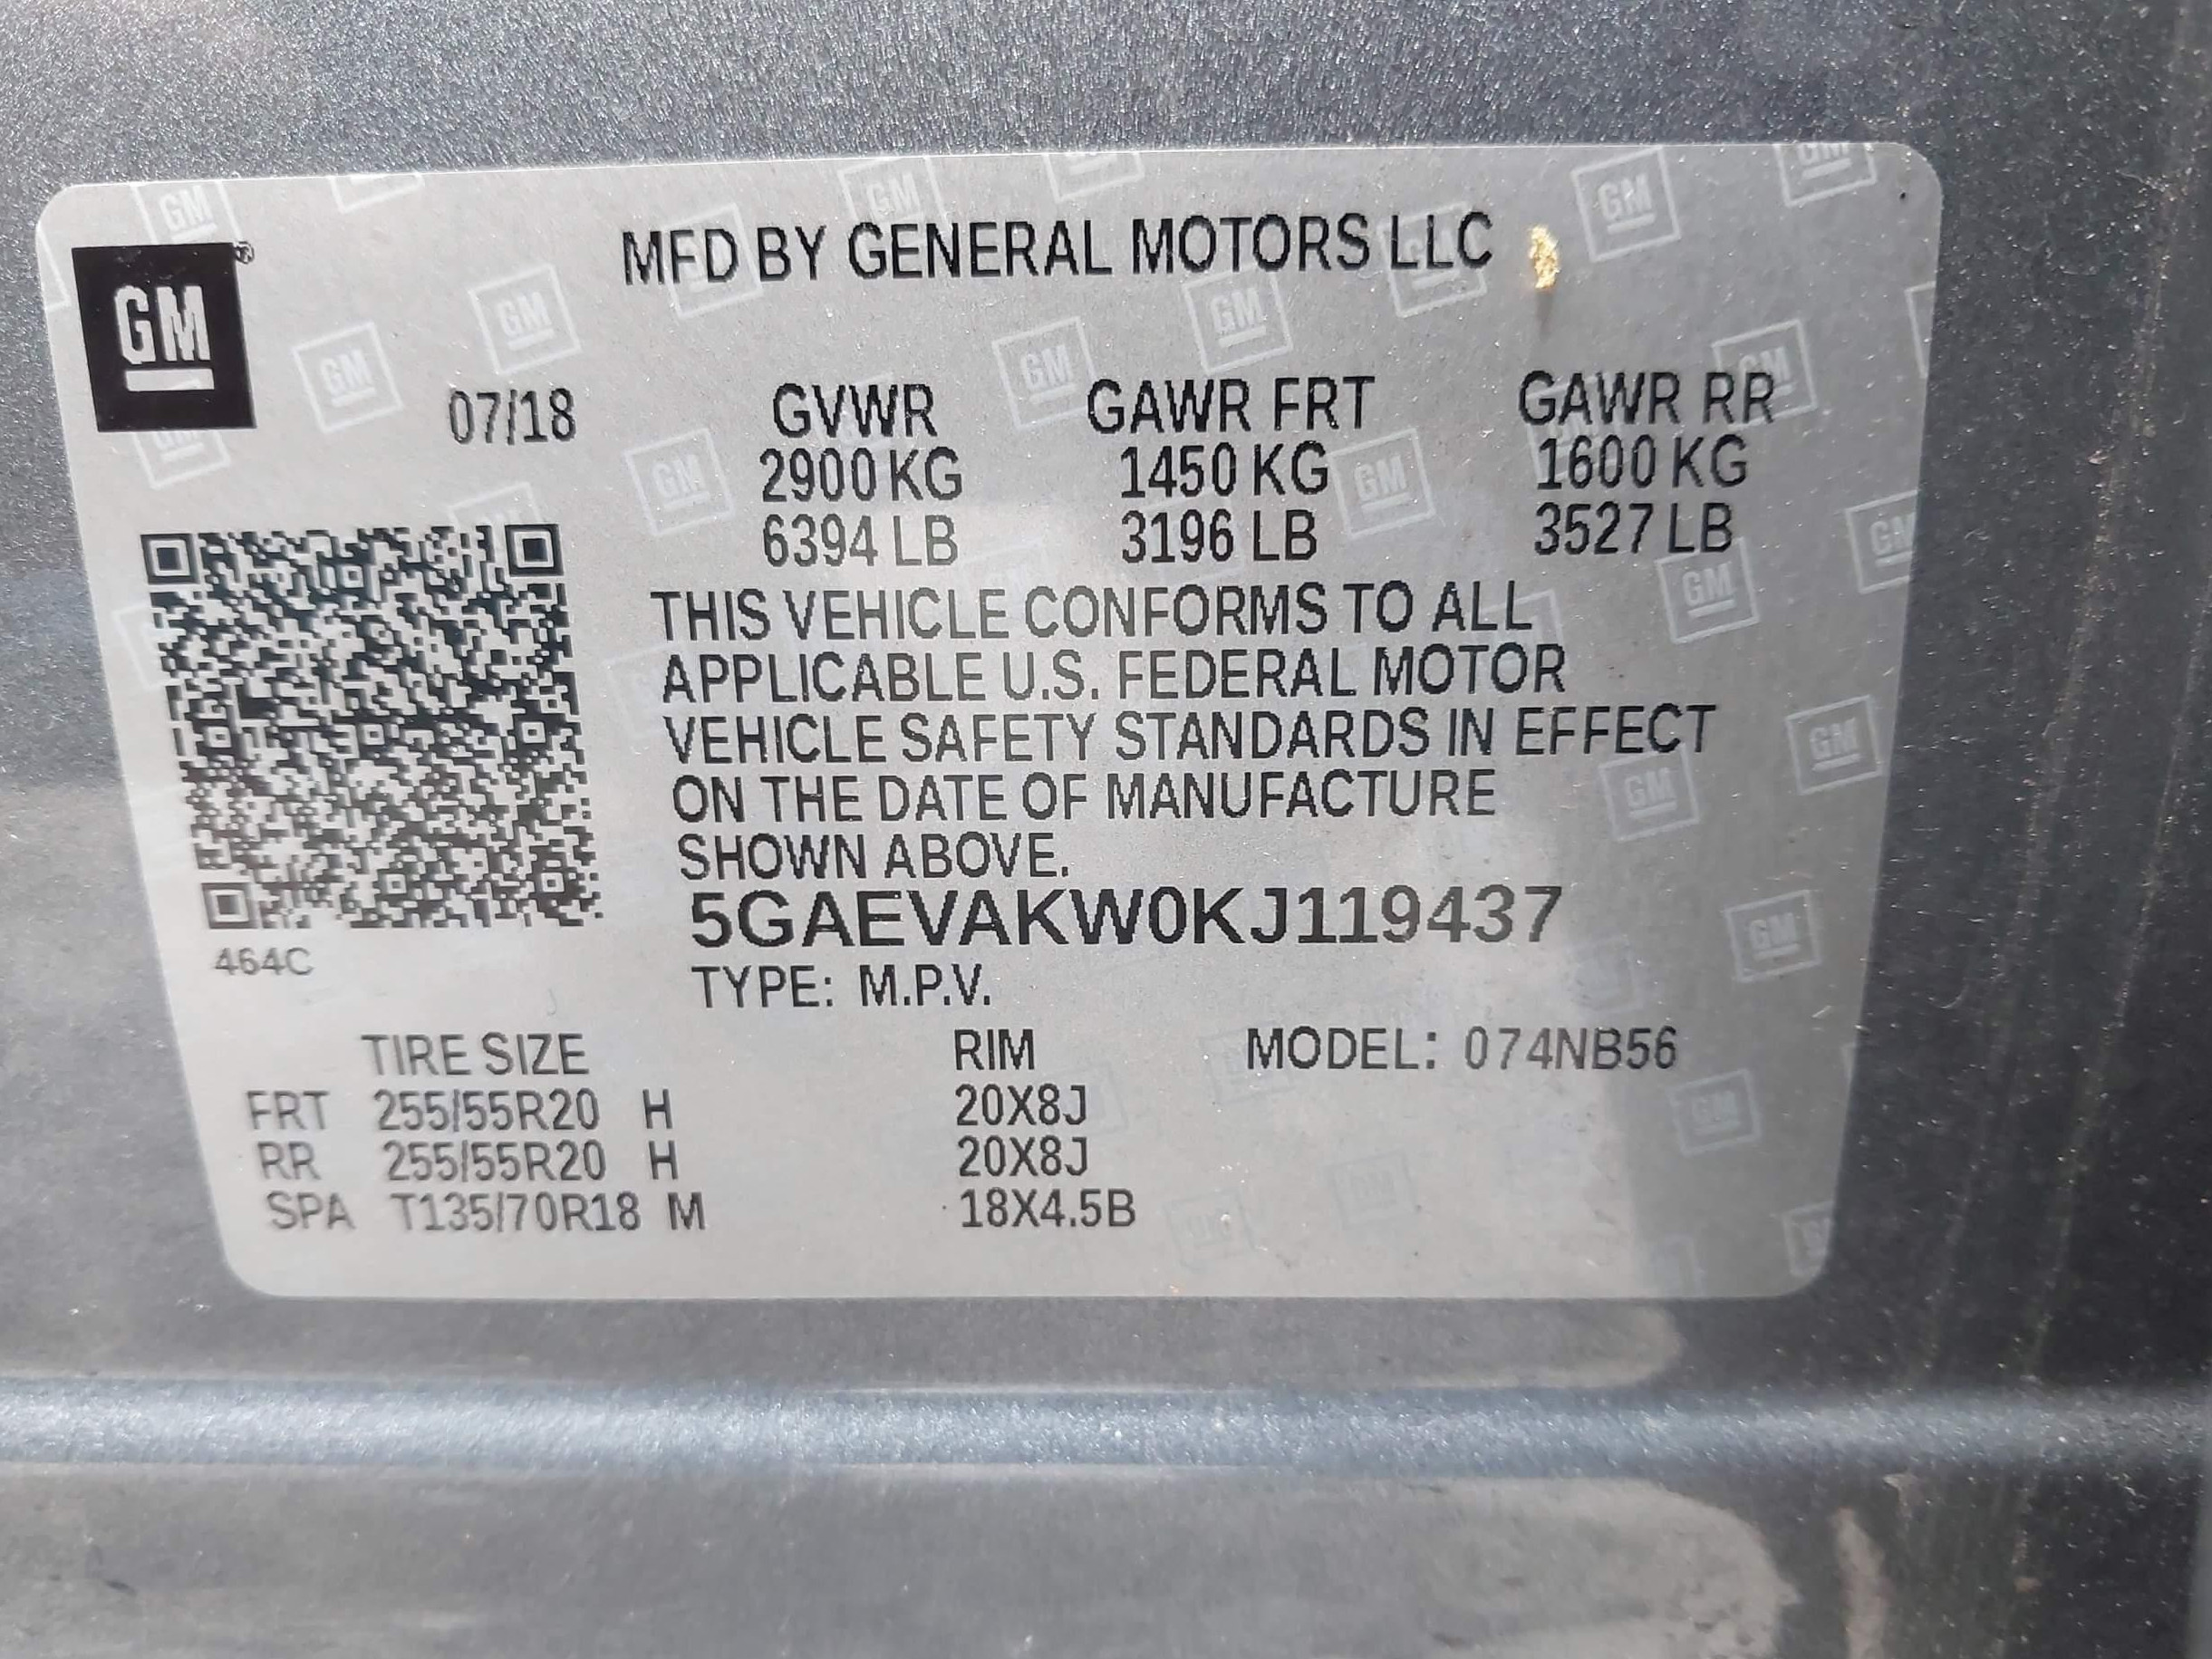 MFD BY GENERAL MOTORS LLC
GM ®
07/18 GVWR GAWR FRT GAWR RR
2900 KG 1450 KG 1600 KG
6394 LB 3196 LB 3527 LB
THIS VEHICLE CONFORMS TO ALL
APPLICABLE U.S. FEDERAL MOTOR
VEHICLE SAFETY STANDARDS IN EFFECT
ON THE DATE OF MANUFACTURE
SHOWN ABOVE.
5GAEVAKW0KJ119437
464C
TYPE: M.P.V.
TIRE SIZE RIM MODEL: 074NB56
FRT 255/55R20 H 20X8J
RR 255/55R20 H 20X8J
SPA T135/70R18 M 18X4.5B